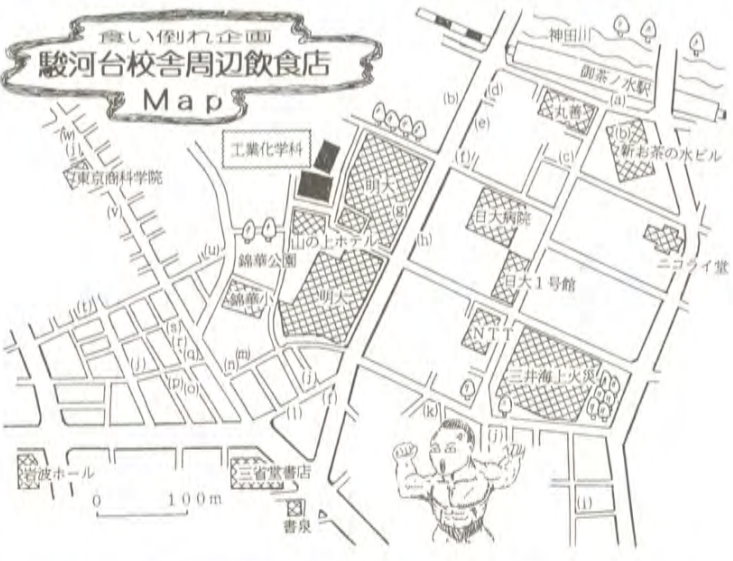 食い倒れ企画
駿河台校舎周辺飲食店
Map
神田川
御茶ノ水駅
(a)
(b)
(d)
丸善
(b)
新お茶の水ビル
(e)
(w)
(j)
工業化学科
(f)
(c)
東京商科学院
明大
(g)
日大病院
(v)
山の上ホテル
(h)
ニコライ堂
(u)
錦華公園
日大1号館
錦華小
明大
(t)
(s)
(r)
(q)
NTT
(m)
(n)
三井海上火災
(j)
(j)
(p)
(o)
(f)
(l)
(k)
(j)
岩波ホール
三省堂書店
0 100m
(i)
書泉